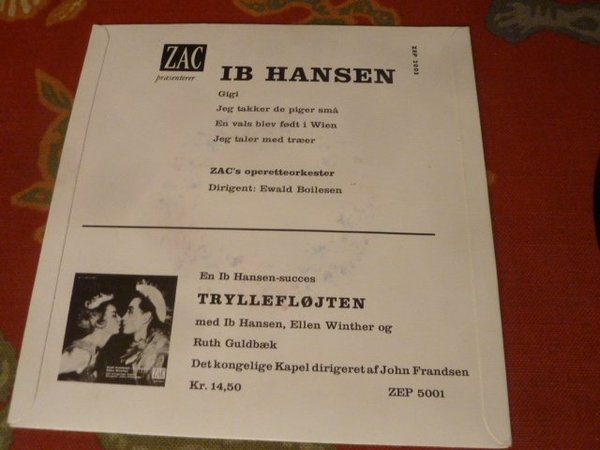 ZAC
præsenterer
ZEP 1001
IB HANSEN
Gigi
Jeg takker de piger små
En vals blev født i Wien
Jeg taler med træer
ZAC's operetteorkester
Dirigent: Ewald Boilesen
En Ib Hansen-succes
TRYLLEFLØJTEN
med Ib Hansen, Ellen Winther og
Ruth Guldbæk
Det kongelige Kapel dirigeret af John Frandsen
Kr. 14,50
ZEP 5001
ZAC